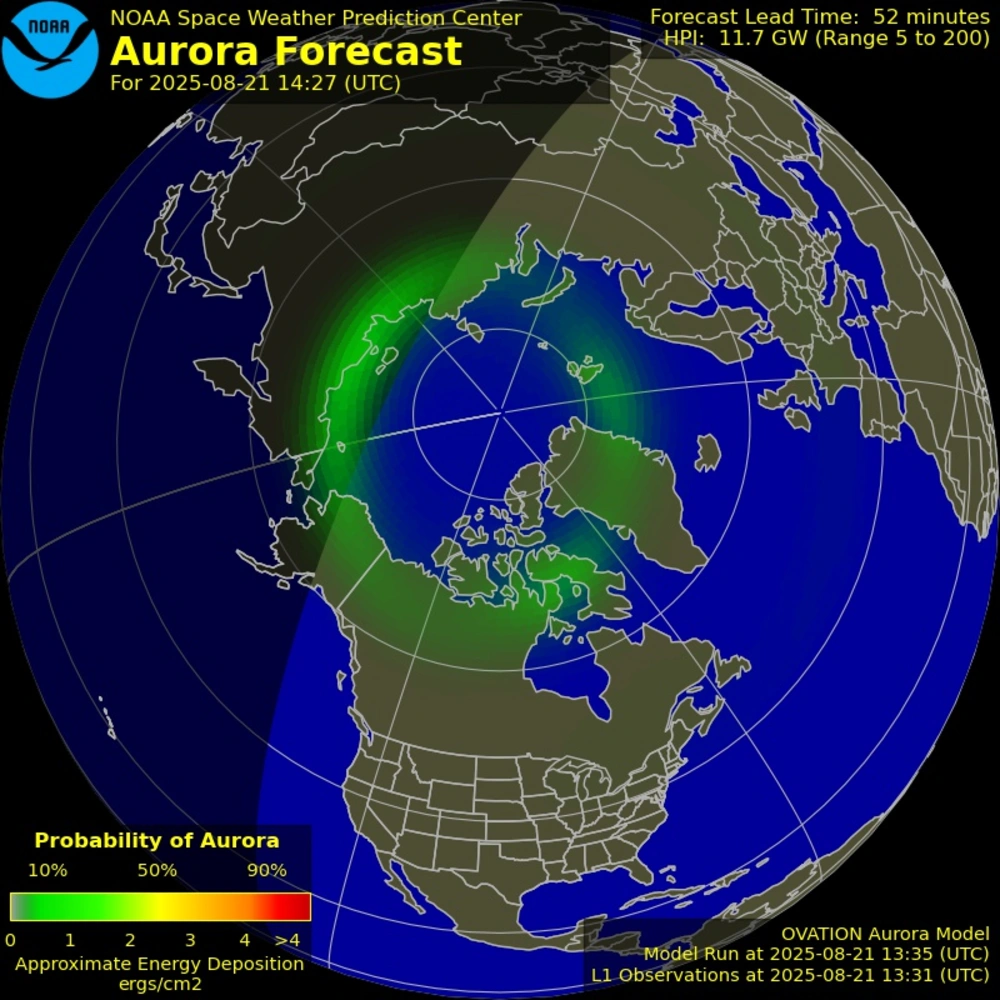 NOAA
NOAA Space Weather Prediction Center
Aurora Forecast
For 2025-08-21 14:27 (UTC)
Forecast Lead Time: 52 minutes
HPI: 11.7 GW (Range 5 to 200)
Probability of Aurora
10% 50% 90%
0 1 2 3 4 >4
Approximate Energy Deposition
ergs/cm2
OVATION Aurora Model
Model Run at 2025-08-21 13:35 (UTC)
L1 Observations at 2025-08-21 13:31 (UTC)